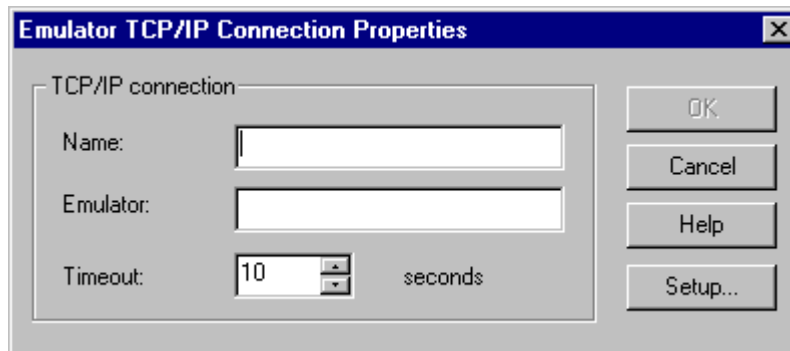 Emulator TCP/IP Connection Properties
TCP/IP connection
Name:
Emulator:
Timeout: 10 seconds
OK
Cancel
Help
Setup...